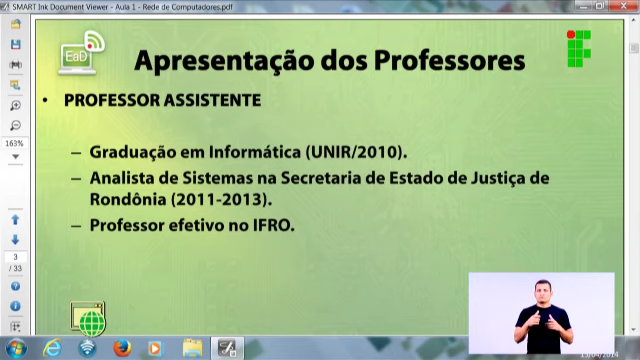 SMART Ink Document Viewer - Aula 1 - Rede de Computadores.pdf
EaD
Apresentação dos Professores
• PROFESSOR ASSISTENTE
– Graduação em Informática (UNIR/2010).
– Analista de Sistemas na Secretaria de Estado de Justiça de
Rondônia (2011-2013).
– Professor efetivo no IFRO.
163%
3
/ 33